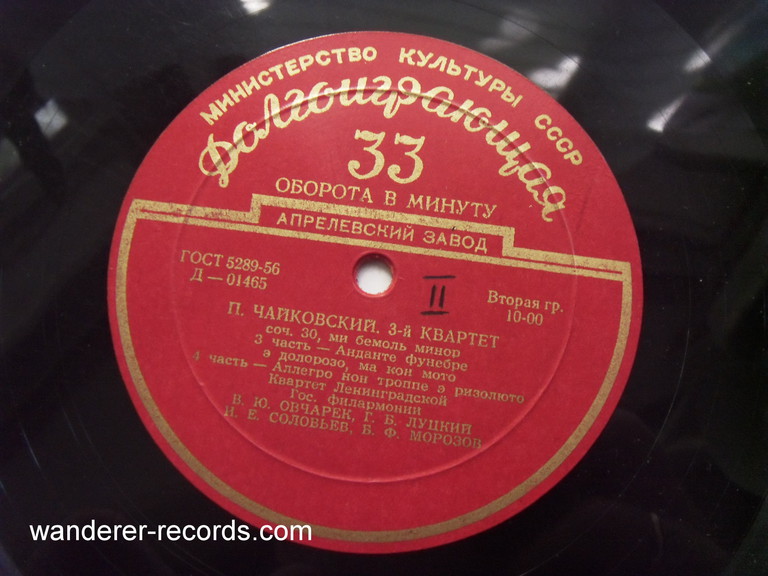 МИНИСТЕРСТВО КУЛЬТУРЫ СССР
Долгоиграющая
33
ОБОРОТА В МИНУТУ
АПРЕЛЕВСКИЙ ЗАВОД
ГОСТ 5289-56
Д — 01465
II
Вторая гр.
10-00
П. ЧАЙКОВСКИЙ. 3-й КВАРТЕТ
соч. 30, ми бемоль минор
3 часть — Анданте фунебре
э долорозо, ма кон мото
4 часть — Аллегро нон троппе э ризолюто
Квартет Ленинградской
Гос. филармонии
В. Ю. ОВЧАРЕК, Г. Б. ЛУЦКИЙ
И. Е. СОЛОВЬЕВ, Б. Ф. МОРОЗОВ
wanderer-records.com